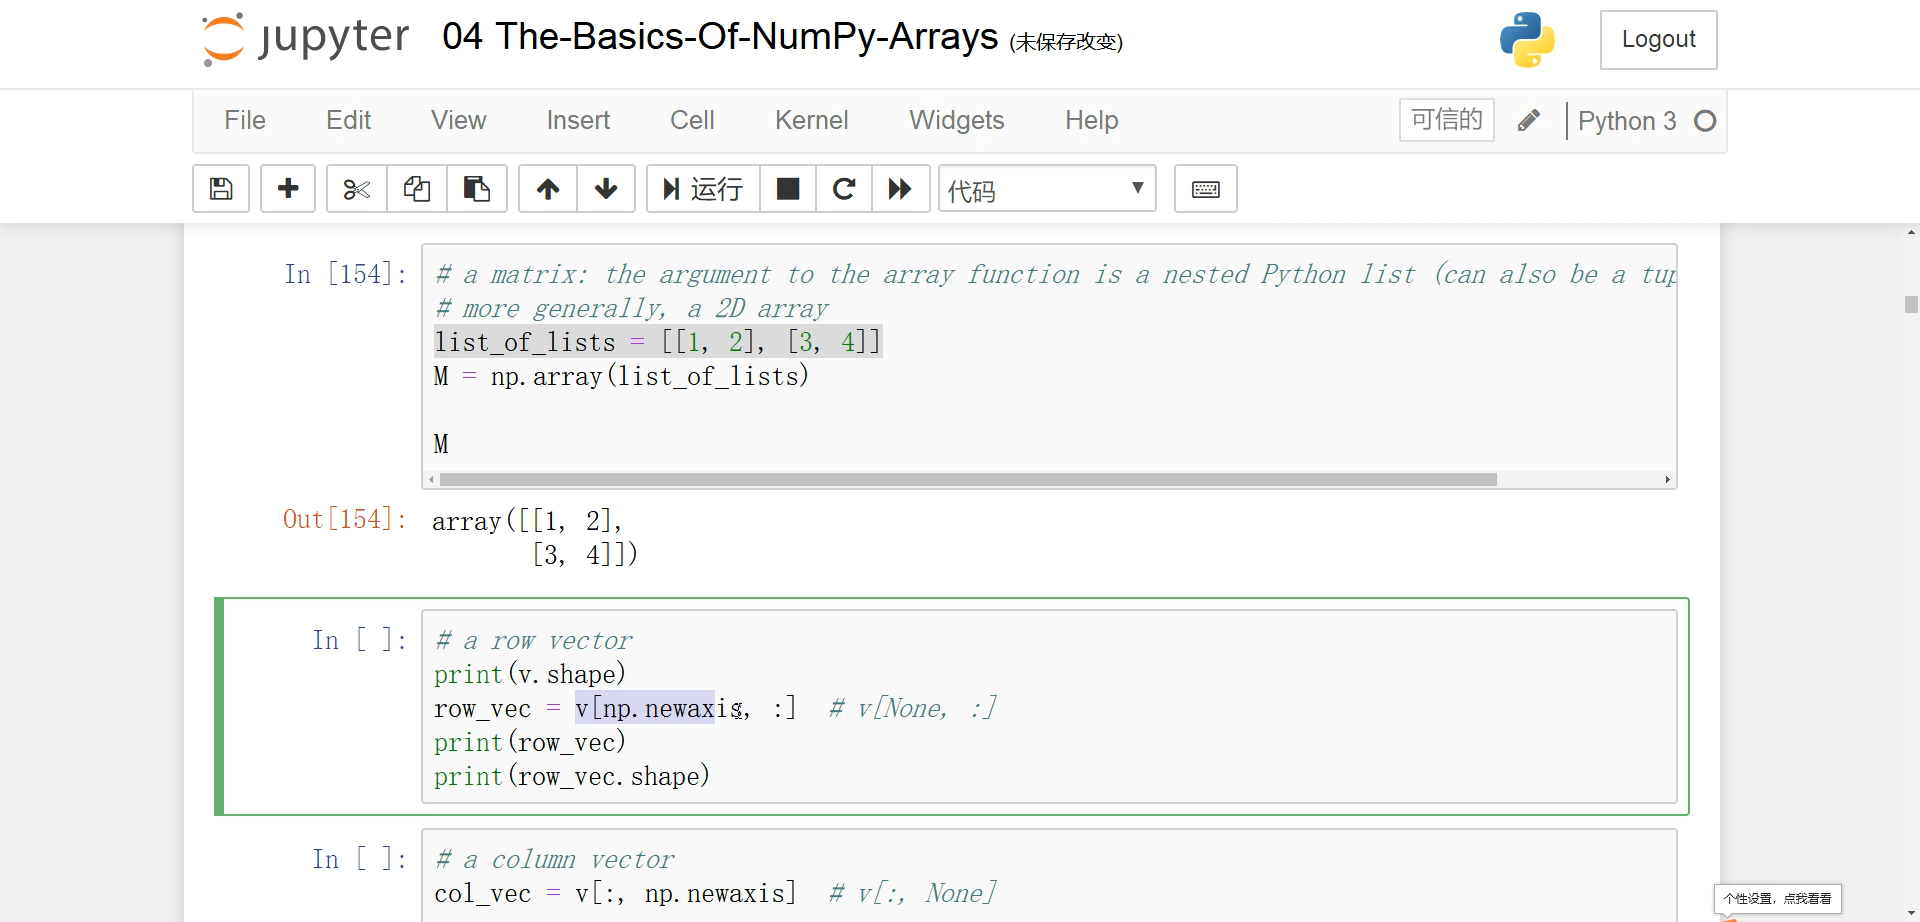 jupyter 04 The-Basics-Of-NumPy-Arrays (未保存改变) Logout
File Edit View Insert Cell Kernel Widgets Help 可信的 Python 3
运行 代码
In [154]: # a matrix: the argument to the array function is a nested Python list (can also be a tup
# more generally, a 2D array
list_of_lists = [[1, 2], [3, 4]]
M = np.array(list_of_lists)
M
Out[154]: array([[1, 2],
[3, 4]])
In [ ]: # a row vector
print(v.shape)
row_vec = v[np.newaxis, :]  # v[None, :]
print(row_vec)
print(row_vec.shape)
In [ ]: # a column vector
col_vec = v[:, np.newaxis]  # v[:, None]
个性设置，点我看看